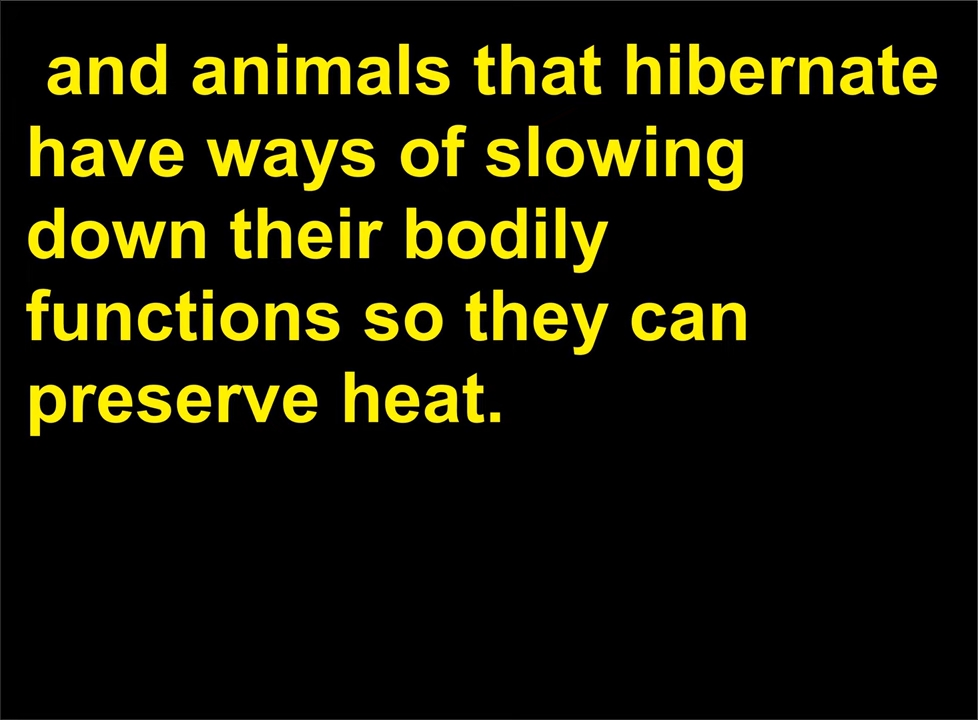 and animals that hibernate
have ways of slowing
down their bodily
functions so they can
preserve heat.